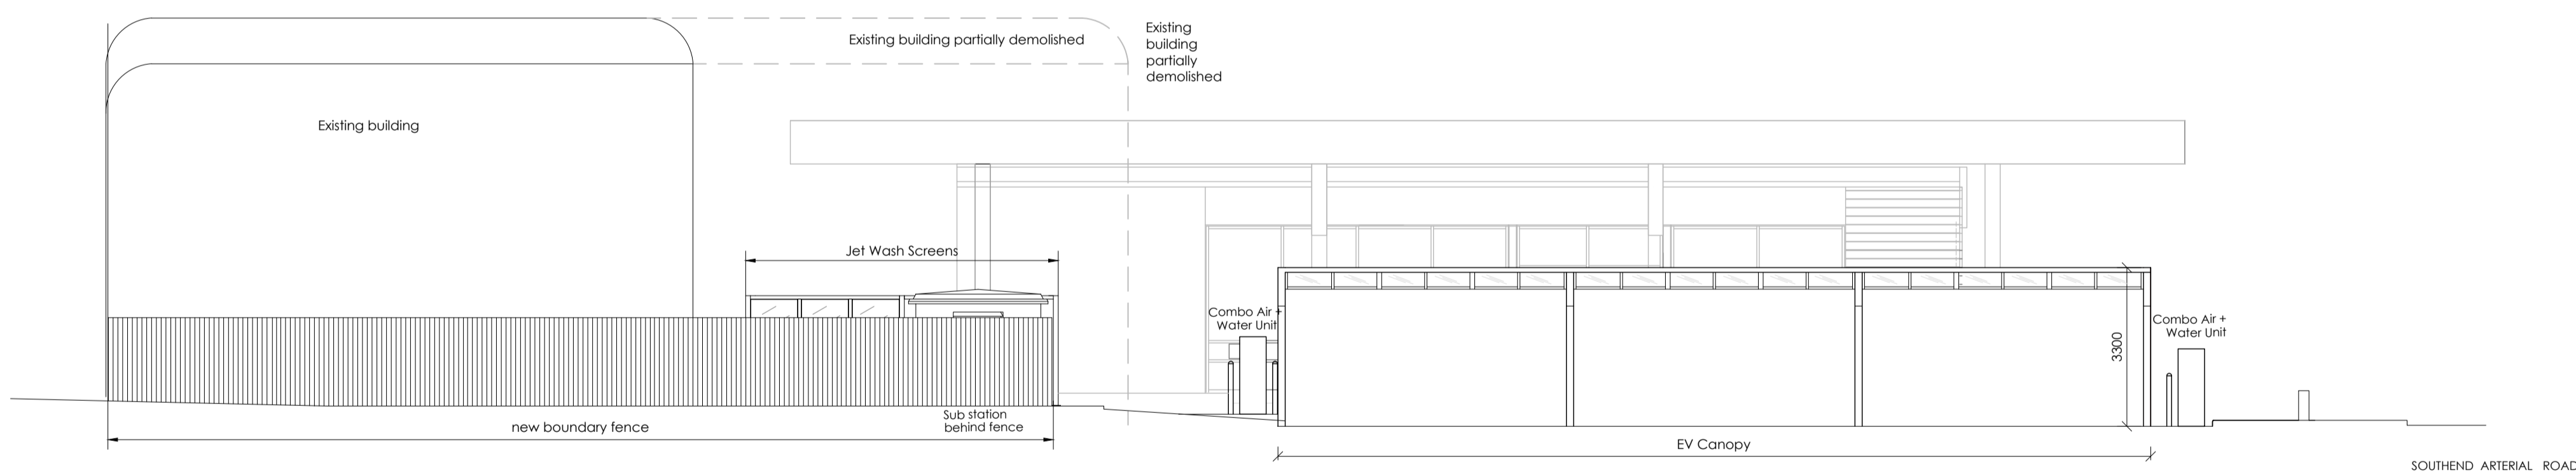 Existing building partially demolished
Existing
building
partially
demolished
Existing building
Jet Wash Screens
Combo Air +
Water Unit
Combo Air +
Water Unit
3300
Sub station
behind fence
new boundary fence
EV Canopy
SOUTHEND ARTERIAL ROAD